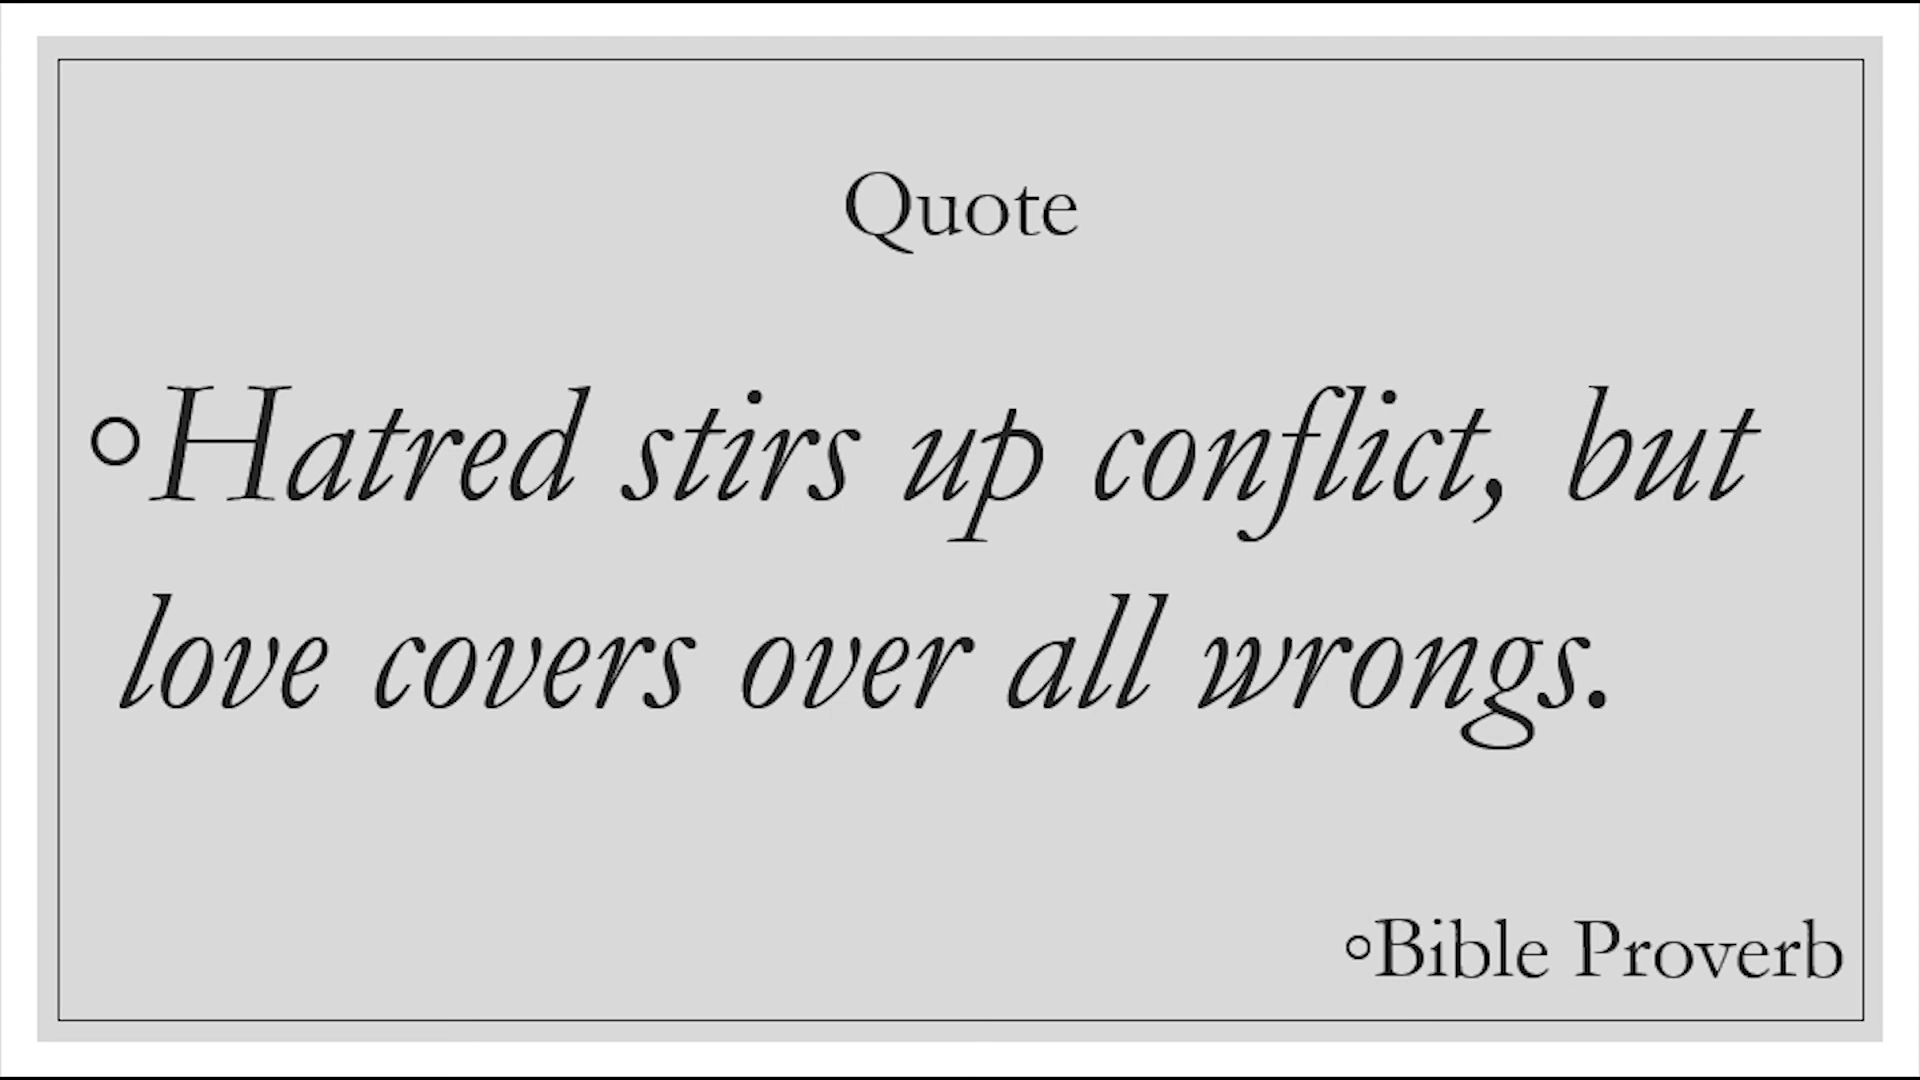 Quote
◦Hatred stirs up conflict, but
love covers over all wrongs.
◦Bible Proverb